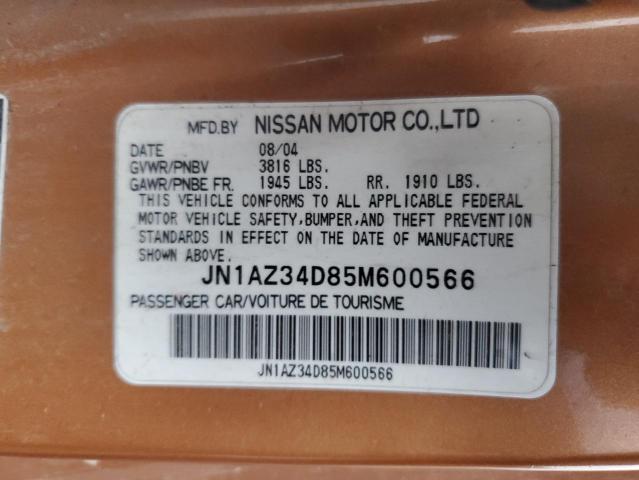 MFD.BY NISSAN MOTOR CO.,LTD
DATE 08/04
GVWR/PNBV 3816 LBS.
GAWR/PNBE FR. 1945 LBS. RR. 1910 LBS.
THIS VEHICLE CONFORMS TO ALL APPLICABLE FEDERAL
MOTOR VEHICLE SAFETY,BUMPER,AND THEFT PREVENTION
STANDARDS IN EFFECT ON THE DATE OF MANUFACTURE
SHOWN ABOVE.
JN1AZ34D85M600566
PASSENGER CAR/VOITURE DE TOURISME
JN1AZ34D85M600566